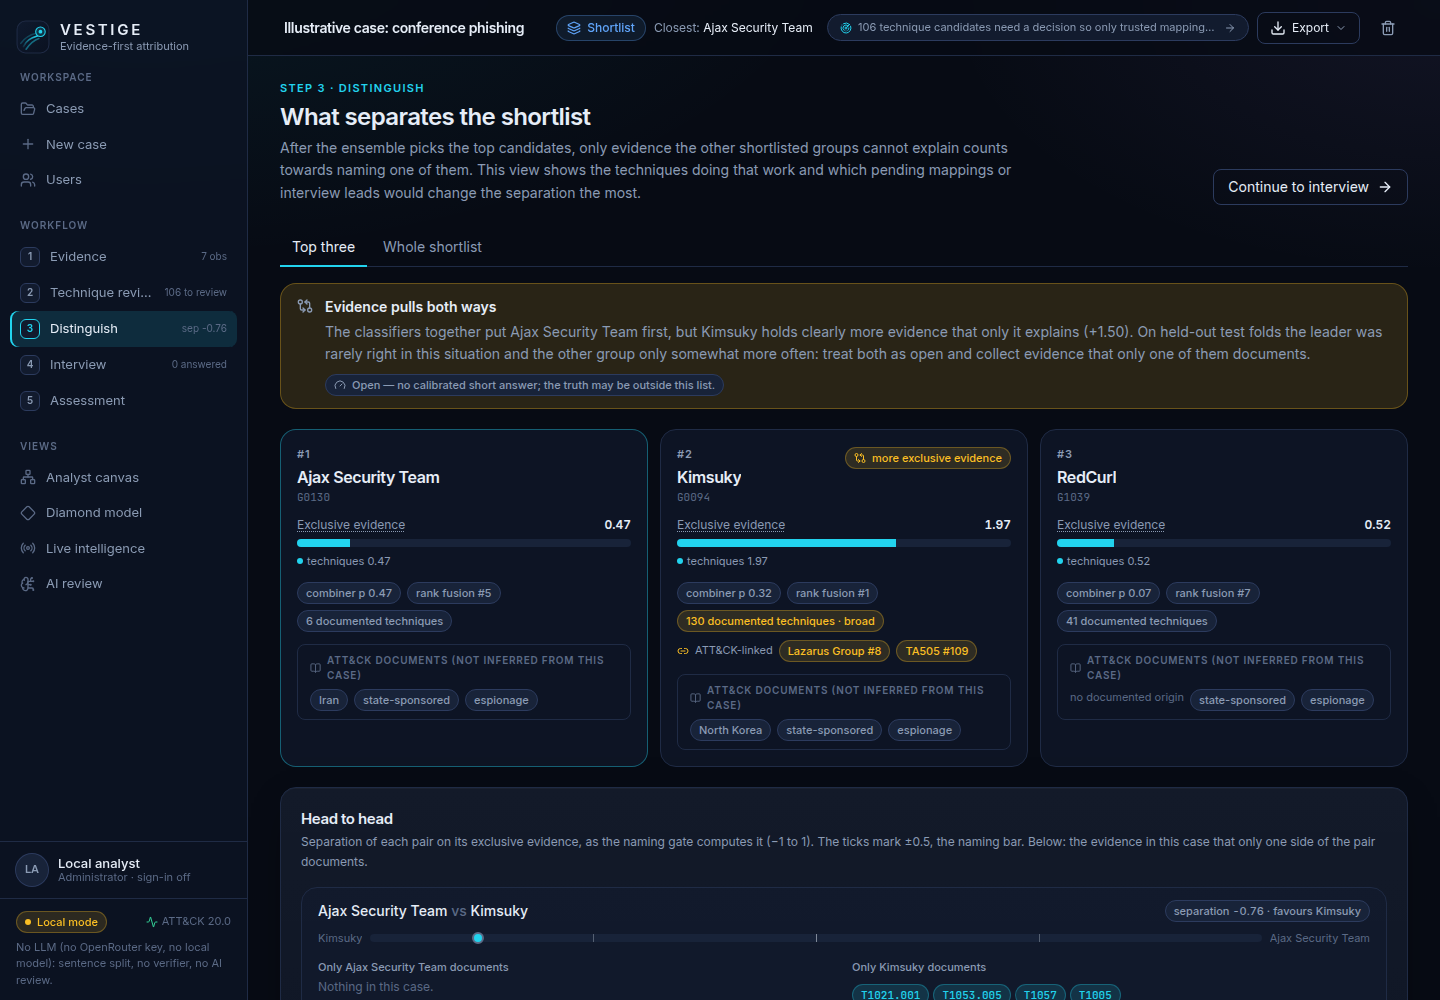 VESTIGE
Evidence-first attribution
WORKSPACE
Cases
New case
Users
WORKFLOW
1 Evidence 7 obs
2 Technique revi... 106 to review
3 Distinguish sep -0.76
4 Interview 0 answered
5 Assessment
VIEWS
Analyst canvas
Diamond model
Live intelligence
AI review
LA Local analyst
Administrator · sign-in off
Local mode ATT&CK 20.0
No LLM (no OpenRouter key, no local
model): sentence split, no verifier, no AI
review.
Illustrative case: conference phishing Shortlist Closest: Ajax Security Team 106 technique candidates need a decision so only trusted mapping... → Export
STEP 3 · DISTINGUISH
What separates the shortlist
After the ensemble picks the top candidates, only evidence the other shortlisted groups cannot explain counts
towards naming one of them. This view shows the techniques doing that work and which pending mappings or
interview leads would change the separation the most.
Continue to interview →
Top three Whole shortlist
Evidence pulls both ways
The classifiers together put Ajax Security Team first, but Kimsuky holds clearly more evidence that only it explains (+1.50). On held-out test folds the leader was
rarely right in this situation and the other group only somewhat more often: treat both as open and collect evidence that only one of them documents.
Open — no calibrated short answer; the truth may be outside this list.
#1
Ajax Security Team
G0130
Exclusive evidence 0.47
techniques 0.47
combiner p 0.47 rank fusion #5
6 documented techniques
ATT&CK DOCUMENTS (NOT INFERRED FROM THIS
CASE)
Iran state-sponsored espionage
#2 more exclusive evidence
Kimsuky
G0094
Exclusive evidence 1.97
techniques 1.97
combiner p 0.32 rank fusion #1
130 documented techniques · broad
ATT&CK-linked Lazarus Group #8 TA505 #109
ATT&CK DOCUMENTS (NOT INFERRED FROM THIS
CASE)
North Korea state-sponsored espionage
#3
RedCurl
G1039
Exclusive evidence 0.52
techniques 0.52
combiner p 0.07 rank fusion #7
41 documented techniques
ATT&CK DOCUMENTS (NOT INFERRED FROM THIS
CASE)
no documented origin state-sponsored espionage
Head to head
Separation of each pair on its exclusive evidence, as the naming gate computes it (−1 to 1). The ticks mark ±0.5, the naming bar. Below: the evidence in this case that only one side of the pair
documents.
Ajax Security Team vs Kimsuky separation -0.76 · favours Kimsuky
Kimsuky Ajax Security Team
Only Ajax Security Team documents
Nothing in this case.
Only Kimsuky documents
T1021.001 T1053.005 T1057 T1005